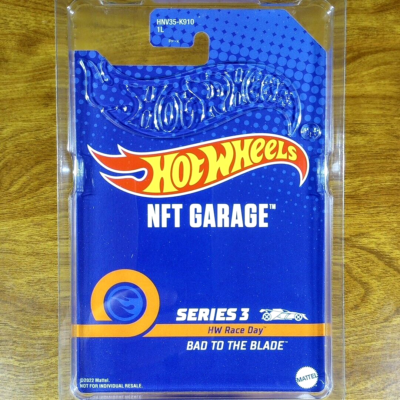 HNV35-K910
1L
HOT WHEELS
HOT WHEELS
NFT GARAGE™
SERIES 3
HW Race Day™
BAD TO THE BLADE™
©2022 Mattel.
NOT FOR INDIVIDUAL RESALE.
MATTEL